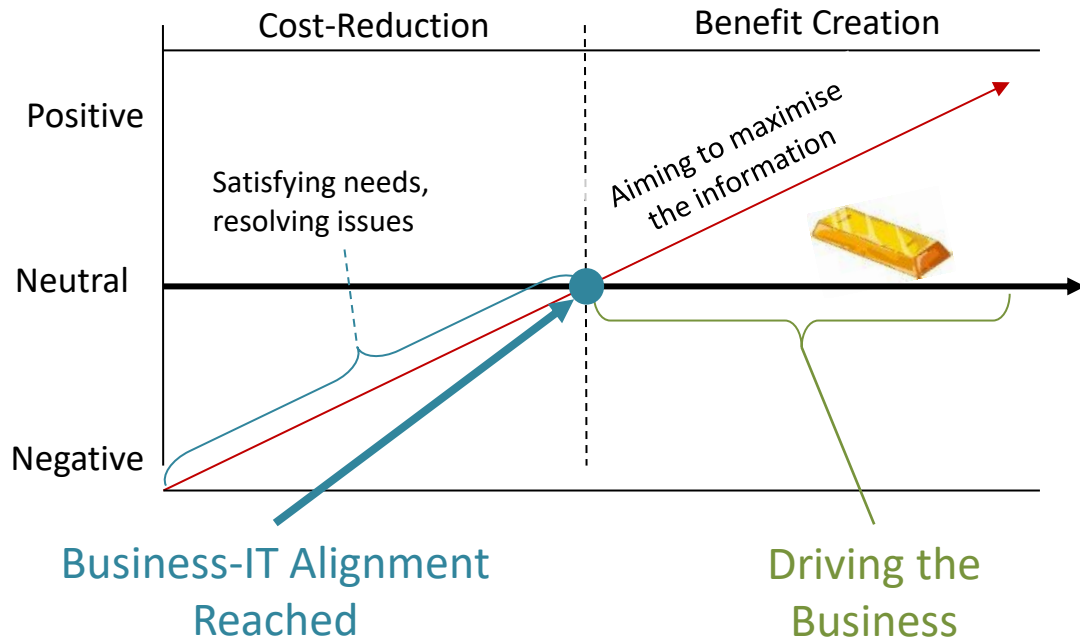 Cost-Reduction
Benefit Creation
Positive
Aiming to maximise
the information
Satisfying needs,
resolving issues
Neutral
Negative
Business-IT Alignment
Reached
Driving the
Business